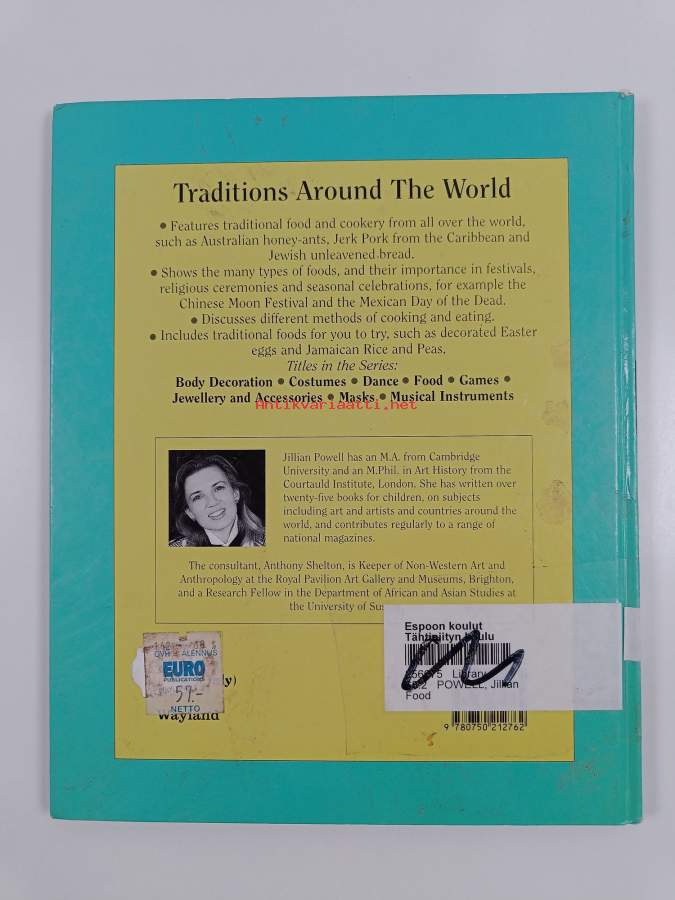 Traditions Around The World
• Features traditional food and cookery from all over the world,
such as Australian honey-ants, Jerk Pork from the Caribbean and
Jewish unleavened bread.
• Shows the many types of foods, and their importance in festivals,
religious ceremonies and seasonal celebrations, for example the
Chinese Moon Festival and the Mexican Day of the Dead.
• Discusses different methods of cooking and eating.
• Includes traditional foods for you to try, such as decorated Easter
eggs and Jamaican Rice and Peas.
Titles in the Series:
Body Decoration • Costumes • Dance • Food • Games •
Jewellery and Accessories • Masks • Musical Instruments
Antikvariaatti.net
Jillian Powell has an M.A. from Cambridge
University and an M.Phil. in Art History from the
Courtauld Institute, London. She has written over
twenty-five books for children, on subjects
including art and artists and countries around the
world, and contributes regularly to a range of
national magazines.
The consultant, Anthony Shelton, is Keeper of Non-Western Art and
Anthropology at the Royal Pavilion Art Gallery and Museums, Brighton,
and a Research Fellow in the Department of African and Asian Studies at
the University of
Espoon koulut
POWELL, Jillian
Food
ALENNUS
EURO
PUBLICATIONS
57.-
NETTO
Wayland
9 780750 212762